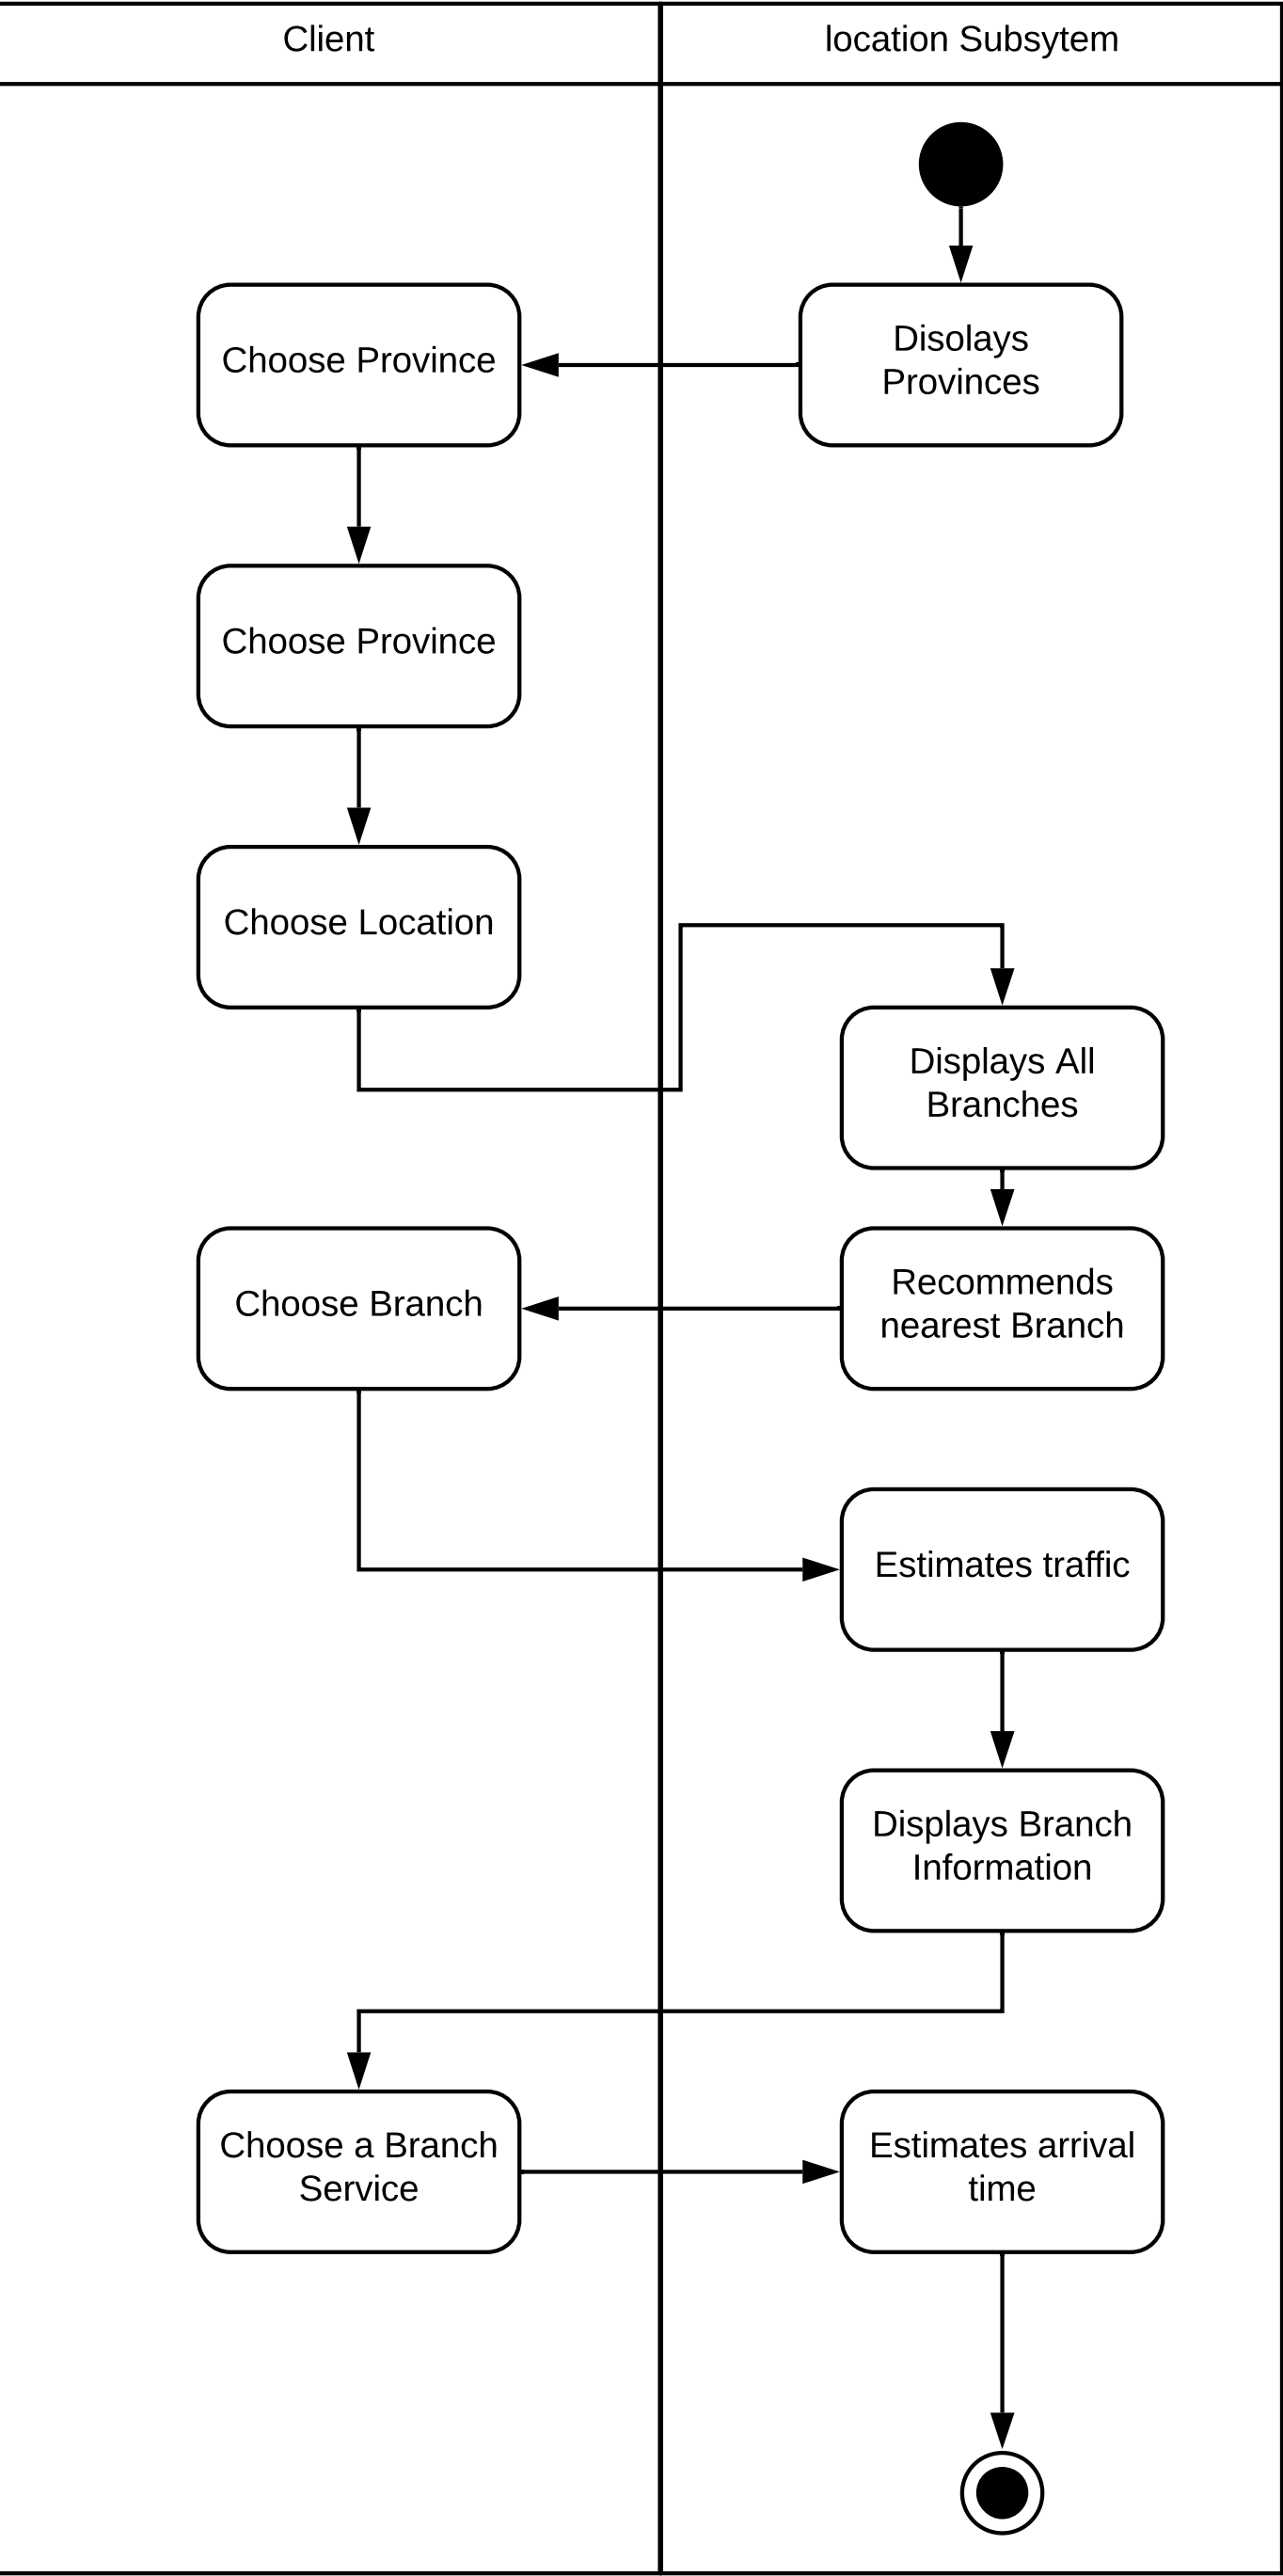 Client
location Subsytem
Disolays
Provinces
Choose Province
Choose Province
Choose Location
Displays All
Branches
Recommends
nearest Branch
Choose Branch
Estimates traffic
Displays Branch
Information
Choose a Branch
Service
Estimates arrival
time